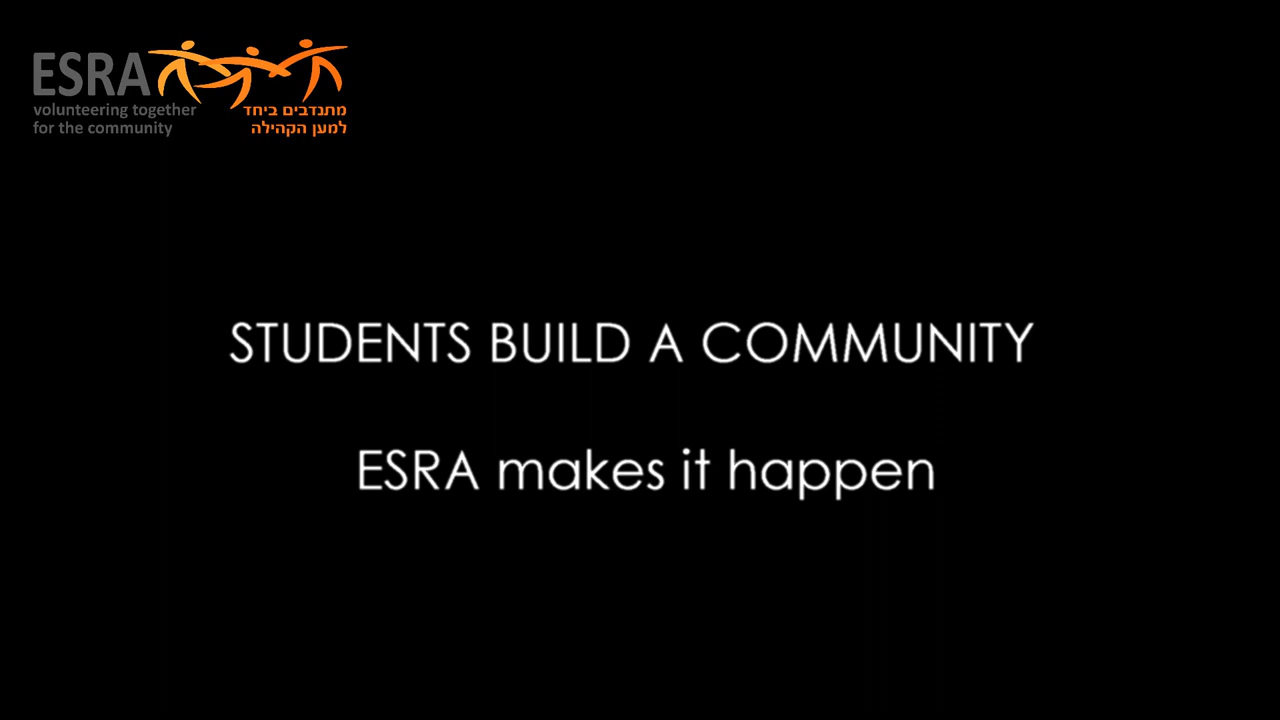 ESRA
volunteering together
for the community
מתנדבים ביחד
למען הקהילה
STUDENTS BUILD A COMMUNITY
ESRA makes it happen